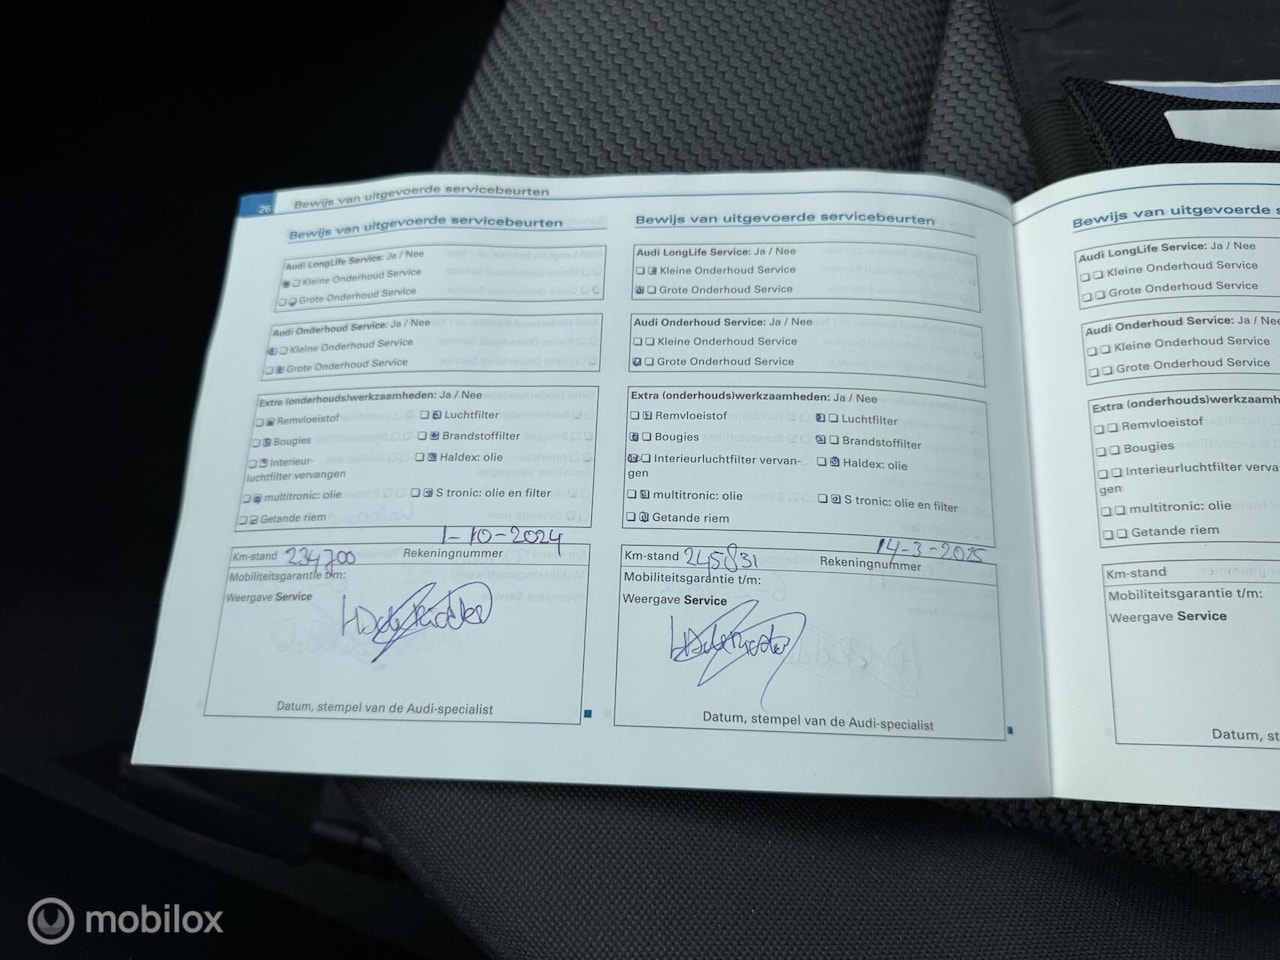 26 Bewijs van uitgevoerde servicebeurten
Bewijs van uitgevoerde servicebeurten
Audi LongLife Service: Ja / Nee
Kleine Onderhoud Service
Grote Onderhoud Service
Audi Onderhoud Service: Ja / Nee
Kleine Onderhoud Service
Grote Onderhoud Service
Extra (onderhouds)werkzaamheden: Ja / Nee
Remvloeistof Luchtfilter
Bougies Brandstoffilter
Interieur- Haldex: olie
luchtfilter vervangen
multitronic: olie S tronic: olie en filter
Getande riem
1-10-2024
Km-stand 234700 Rekeningnummer
Mobiliteitsgarantie t/m:
Weergave Service
Datum, stempel van de Audi-specialist
Bewijs van uitgevoerde servicebeurten
Audi LongLife Service: Ja / Nee
Kleine Onderhoud Service
Grote Onderhoud Service
Audi Onderhoud Service: Ja / Nee
Kleine Onderhoud Service
Grote Onderhoud Service
Extra (onderhouds)werkzaamheden: Ja / Nee
Remvloeistof Luchtfilter
Bougies Brandstoffilter
Interieurluchtfilter vervan- Haldex: olie
gen
multitronic: olie S tronic: olie en filter
Getande riem
14-3-2025
Km-stand 245831 Rekeningnummer
Mobiliteitsgarantie t/m:
Weergave Service
Datum, stempel van de Audi-specialist
Bewijs van uitgevoerde
Audi LongLife Service: Ja / Nee
Kleine Onderhoud Service
Grote Onderhoud Service
Audi Onderhoud Service: Ja / Nee
Kleine Onderhoud Service
Grote Onderhoud Service
Extra (onderhouds)werkzaamh
Remvloeistof
Bougies
Interieurluchtfilter verva
gen
multitronic: olie
Getande riem
Km-stand
Mobiliteitsgarantie t/m:
Weergave Service
Datum, st
mobilox